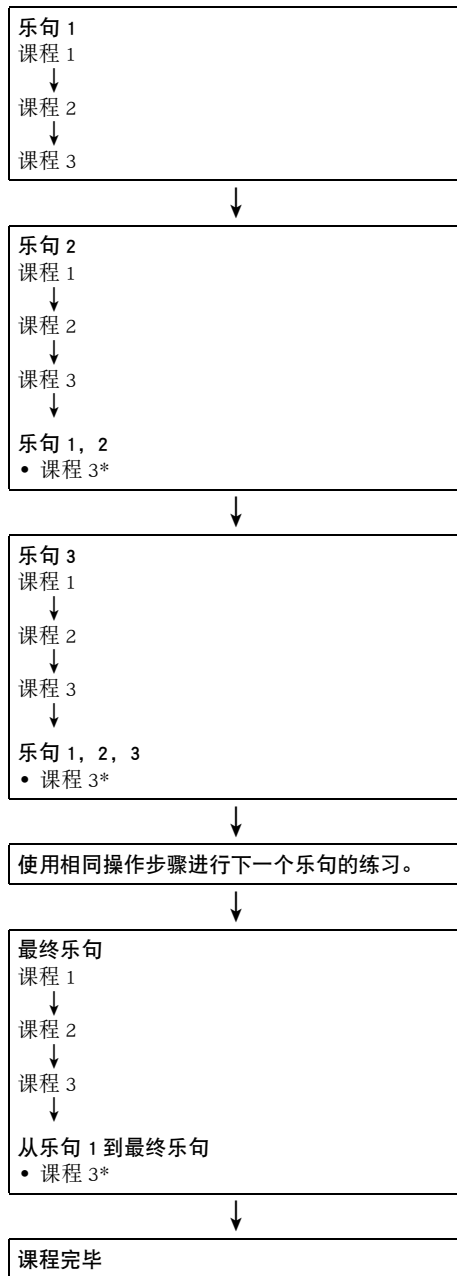 乐句 1
课程 1
↓
课程 2
↓
课程 3
↓
乐句 2
课程 1
↓
课程 2
↓
课程 3
↓
乐句 1, 2
• 课程 3*
↓
乐句 3
课程 1
↓
课程 2
↓
课程 3
↓
乐句 1, 2, 3
• 课程 3*
↓
使用相同操作步骤进行下一个乐句的练习。
↓
最终乐句
课程 1
↓
课程 2
↓
课程 3
↓
从乐句 1 到最终乐句
• 课程 3*
↓
课程完毕